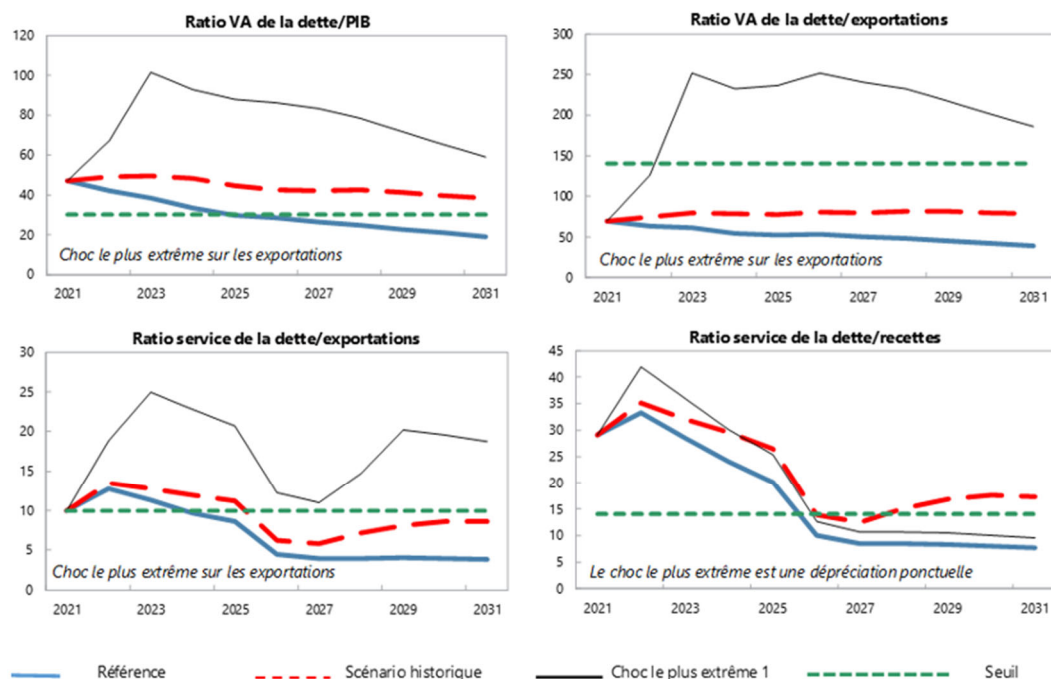 Ratio VA de la dette/PIB
120
100
80
60
40
20
0
Choc le plus extrême sur les exportations
2021 2023 2025 2027 2029 2031
Ratio VA de la dette/exportations
300
250
200
150
100
50
0
Choc le plus extrême sur les exportations
2021 2023 2025 2027 2029 2031
Ratio service de la dette/exportations
30
25
20
15
10
5
0
Choc le plus extrême sur les exportations
2021 2023 2025 2027 2029 2031
Ratio service de la dette/recettes
45
40
35
30
25
20
15
10
5
0
Le choc le plus extrême est une dépréciation ponctuelle
2021 2023 2025 2027 2029 2031
Référence Scénario historique Choc le plus extrême 1 Seuil